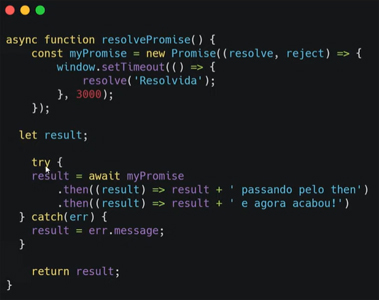 async function resolvePromise() {
    const myPromise = new Promise((resolve, reject) => {
        window.setTimeout(() => {
            resolve('Resolvida');
        }, 3000);
    });

  let result;

    try {
    result = await myPromise
        .then((result) => result + ' passando pelo then')
        .then((result) => result + ' e agora acabou!')
  } catch(err) {
    result = err.message;
  }

    return result;
}